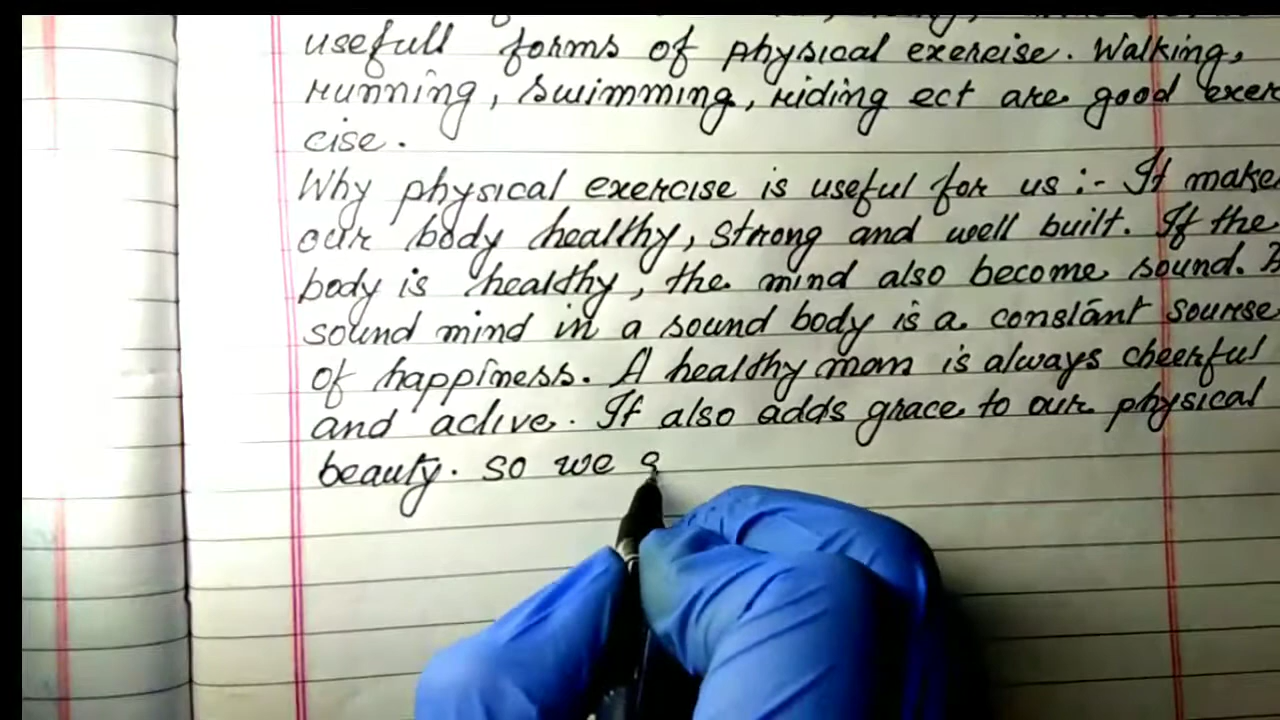 usefull forms of physical exercise. Walking,
running, swimming, riding ect are good exer
cise.
Why physical exercise is useful for us :- It make
our body healthy, strong and well built. If the
body is healthy, the mind also become sound.
sound mind in a sound body is a constant sourse
of happiness. A healthy man is always cheerful
and active. It also adds grace to our physical
beauty. so we